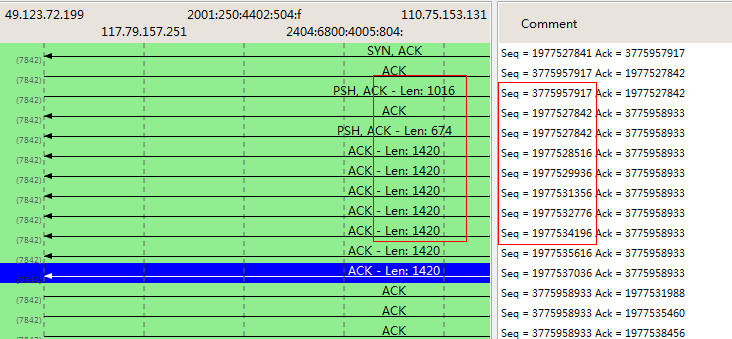 49.123.72.199 2001:250:4402:504:f 110.75.153.131
117.79.157.251 2404:6800:4005:804:
Comment
(7842) SYN, ACK Seq = 1977527841 Ack = 3775957917
(7842) ACK Seq = 3775957917 Ack = 1977527842
(7842) PSH, ACK - Len: 1016 Seq = 3775957917 Ack = 1977527842
(7842) ACK Seq = 1977527842 Ack = 3775958933
(7842) PSH, ACK - Len: 674 Seq = 1977527842 Ack = 3775958933
(7842) ACK - Len: 1420 Seq = 1977528516 Ack = 3775958933
(7842) ACK - Len: 1420 Seq = 1977529936 Ack = 3775958933
(7842) ACK - Len: 1420 Seq = 1977531356 Ack = 3775958933
(7842) ACK - Len: 1420 Seq = 1977532776 Ack = 3775958933
(7842) ACK - Len: 1420 Seq = 1977534196 Ack = 3775958933
(7842) ACK - Len: 1420 Seq = 1977535616 Ack = 3775958933
ACK - Len: 1420 Seq = 1977537036 Ack = 3775958933
(7842) ACK Seq = 3775958933 Ack = 1977531988
(7842) ACK Seq = 3775958933 Ack = 1977535460
(7842) ACK Seq = 3775958933 Ack = 1977538456